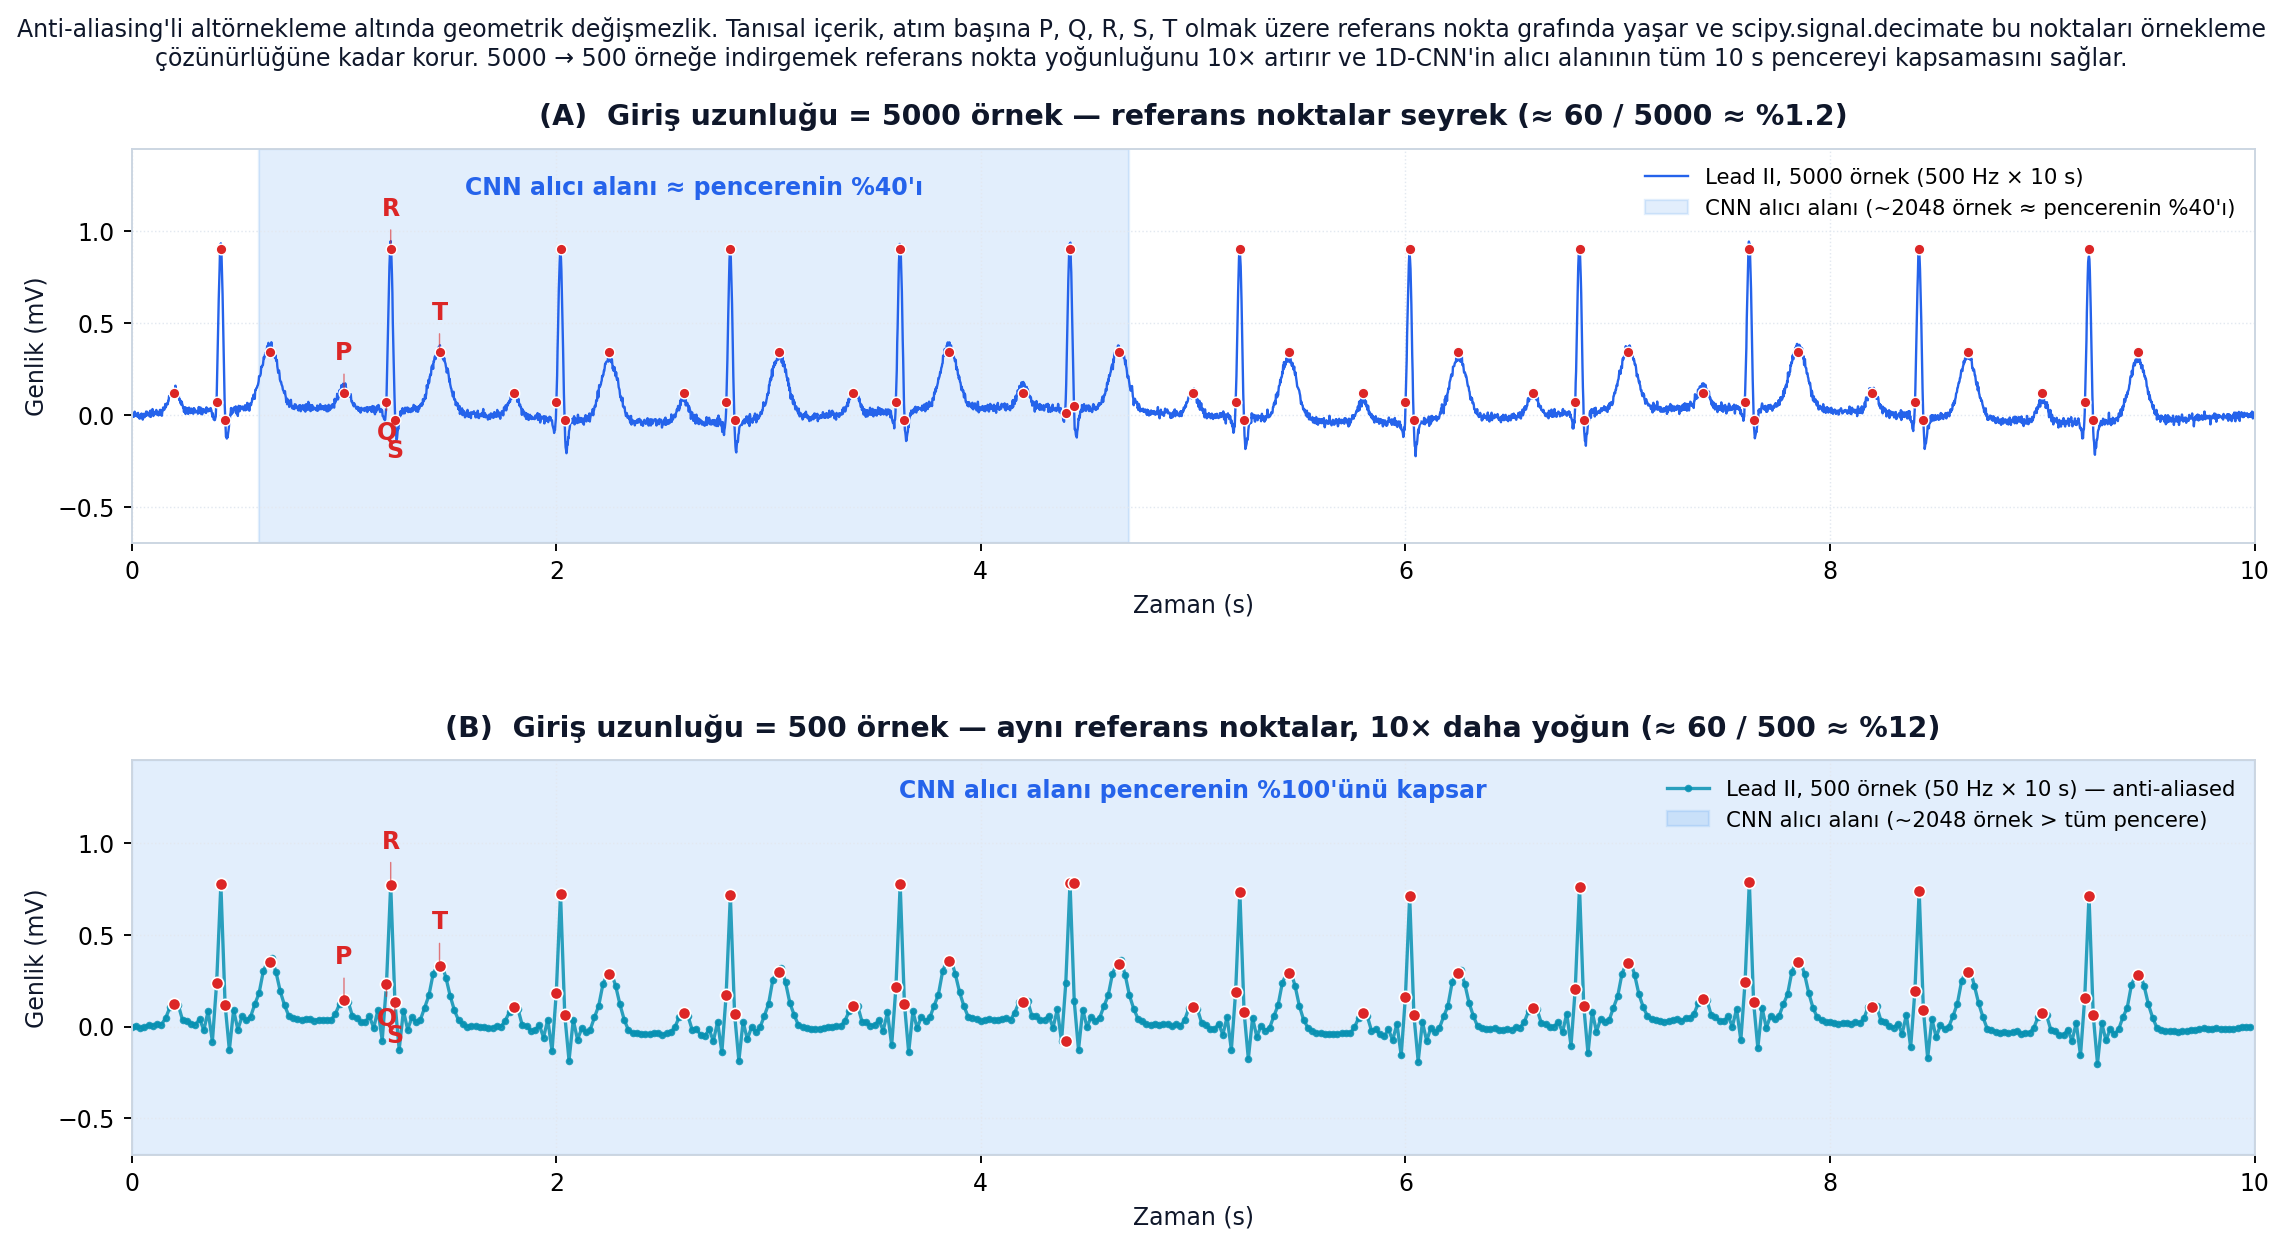 Anti-aliasing'li altörnekleme altında geometrik değişmezlik. Tanısal içerik, atım başına P, Q, R, S, T olmak üzere referans nokta grafında yaşar ve scipy.signal.decimate bu noktaları örnekleme
çözünürlüğüne kadar korur. 5000 → 500 örneğe indirgemek referans nokta yoğunluğunu 10× artırır ve 1D-CNN'in alıcı alanının tüm 10 s pencereyi kapsamasını sağlar.
(A) Giriş uzunluğu = 5000 örnek — referans noktalar seyrek (≈ 60 / 5000 ≈ %1.2)
CNN alıcı alanı ≈ pencerenin %40'ı
Lead II, 5000 örnek (500 Hz × 10 s)
CNN alıcı alanı (~2048 örnek ≈ pencerenin %40'ı)
R
T
P
Q
S
Genlik (mV)
1.0
0.5
0.0
−0.5
0 2 4 6 8 10
Zaman (s)
(B) Giriş uzunluğu = 500 örnek — aynı referans noktalar, 10× daha yoğun (≈ 60 / 500 ≈ %12)
CNN alıcı alanı pencerenin %100'ünü kapsar
Lead II, 500 örnek (50 Hz × 10 s) — anti-aliased
CNN alıcı alanı (~2048 örnek > tüm pencere)
R
T
P
Q
S
Genlik (mV)
1.0
0.5
0.0
−0.5
0 2 4 6 8 10
Zaman (s)